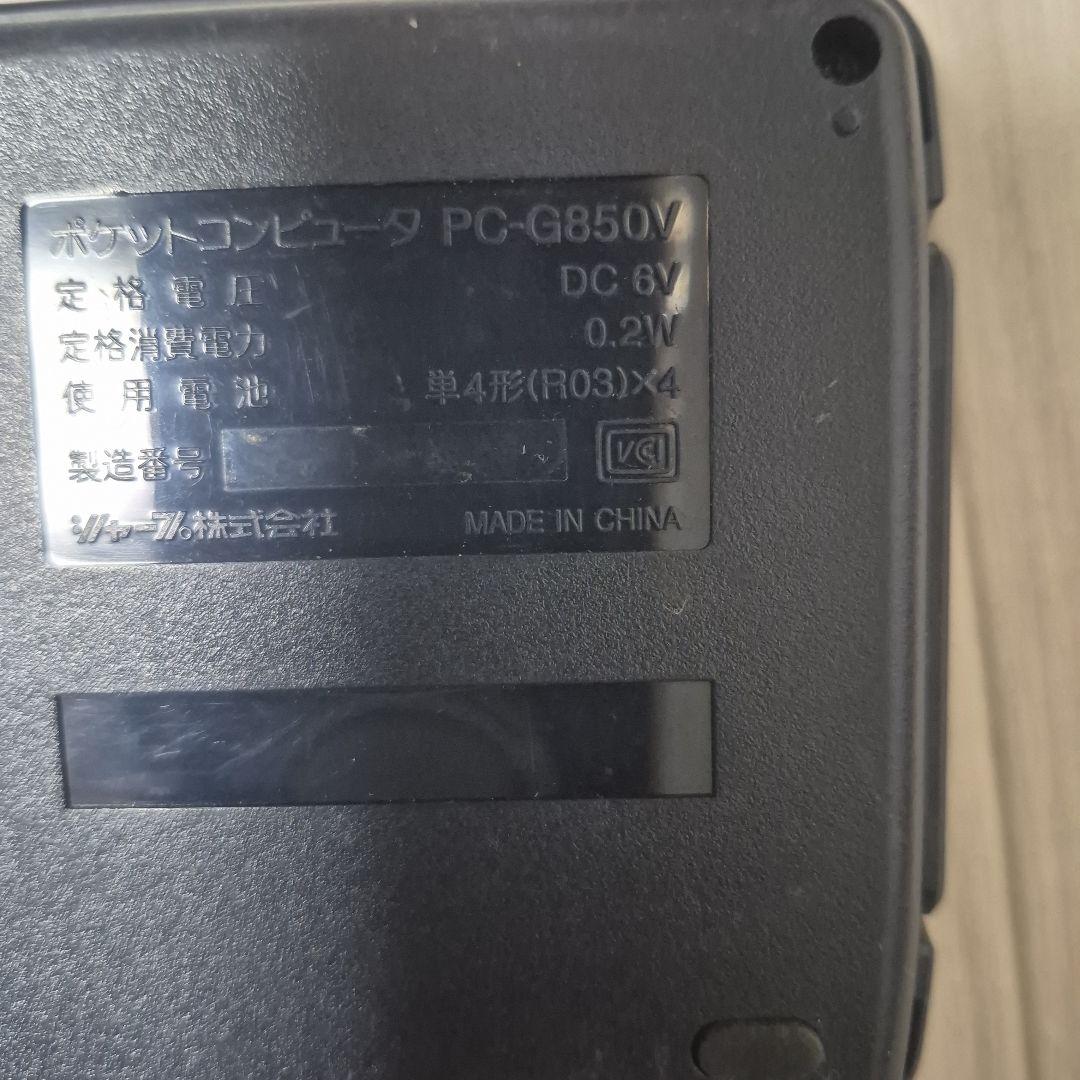 ポケットコンピュータ PC-G850V
定格電圧 DC 6V
定格消費電力 0.2W
使用電池 単4形(R03)×4
製造番号 VCI
シャープ株式会社 MADE IN CHINA